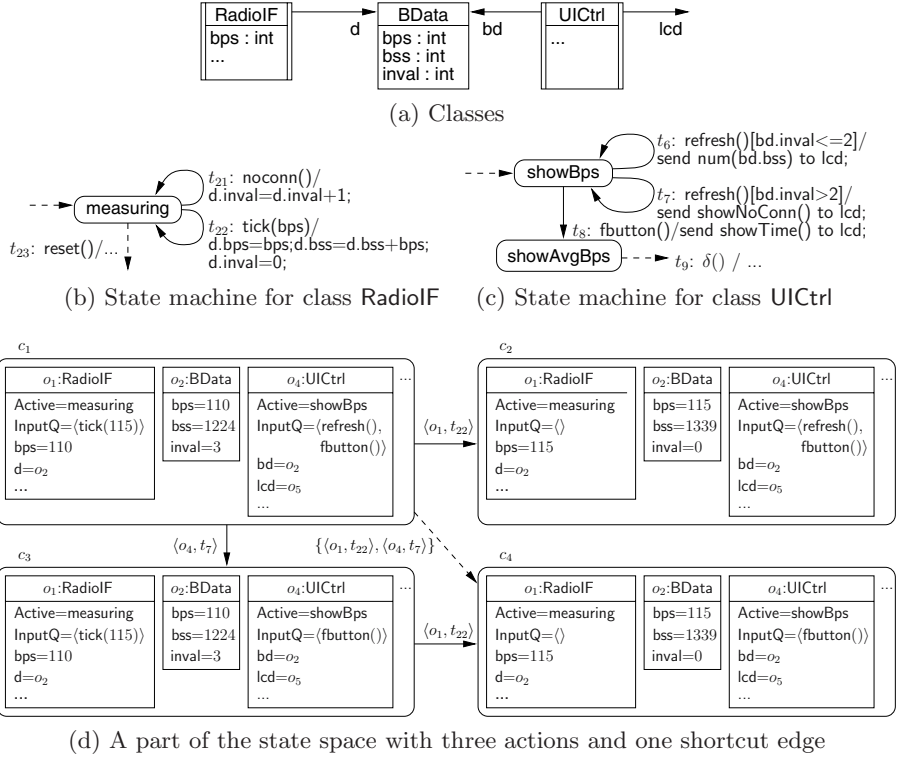 RadioIF
bps : int
...
d
BData
bps : int
bss : int
inval : int
bd
UICtrl
...
lcd
(a) Classes
measuring
t21: noconn()/
d.inval=d.inval+1;
t22: tick(bps)/
d.bps=bps;d.bss=d.bss+bps;
d.inval=0;
t23: reset()/...
(b) State machine for class RadioIF
showBps
t6: refresh()[bd.inval<=2]/
send num(bd.bss) to lcd;
t7: refresh()[bd.inval>2]/
send showNoConn() to lcd;
t8: fbutton()/send showTime() to lcd;
showAvgBps
t9: δ() / ...
(c) State machine for class UICtrl
c1
o1:RadioIF
Active=measuring
InputQ=⟨tick(115)⟩
bps=110
d=o2
...
o2:BData
bps=110
bss=1224
inval=3
o4:UICtrl
Active=showBps
InputQ=⟨refresh(),
fbutton()⟩
bd=o2
lcd=o5
...
...
⟨o1, t22⟩
c2
o1:RadioIF
Active=measuring
InputQ=⟨⟩
bps=115
d=o2
...
o2:BData
bps=115
bss=1339
inval=0
o4:UICtrl
Active=showBps
InputQ=⟨refresh(),
fbutton()⟩
bd=o2
lcd=o5
...
...
⟨o4, t7⟩
{⟨o1, t22⟩, ⟨o4, t7⟩}
c3
o1:RadioIF
Active=measuring
InputQ=⟨tick(115)⟩
bps=110
d=o2
...
o2:BData
bps=110
bss=1224
inval=3
o4:UICtrl
Active=showBps
InputQ=⟨fbutton()⟩
bd=o2
lcd=o5
...
...
⟨o1, t22⟩
c4
o1:RadioIF
Active=measuring
InputQ=⟨⟩
bps=115
d=o2
...
o2:BData
bps=115
bss=1339
inval=0
o4:UICtrl
Active=showBps
InputQ=⟨fbutton()⟩
bd=o2
lcd=o5
...
...
(d) A part of the state space with three actions and one shortcut edge